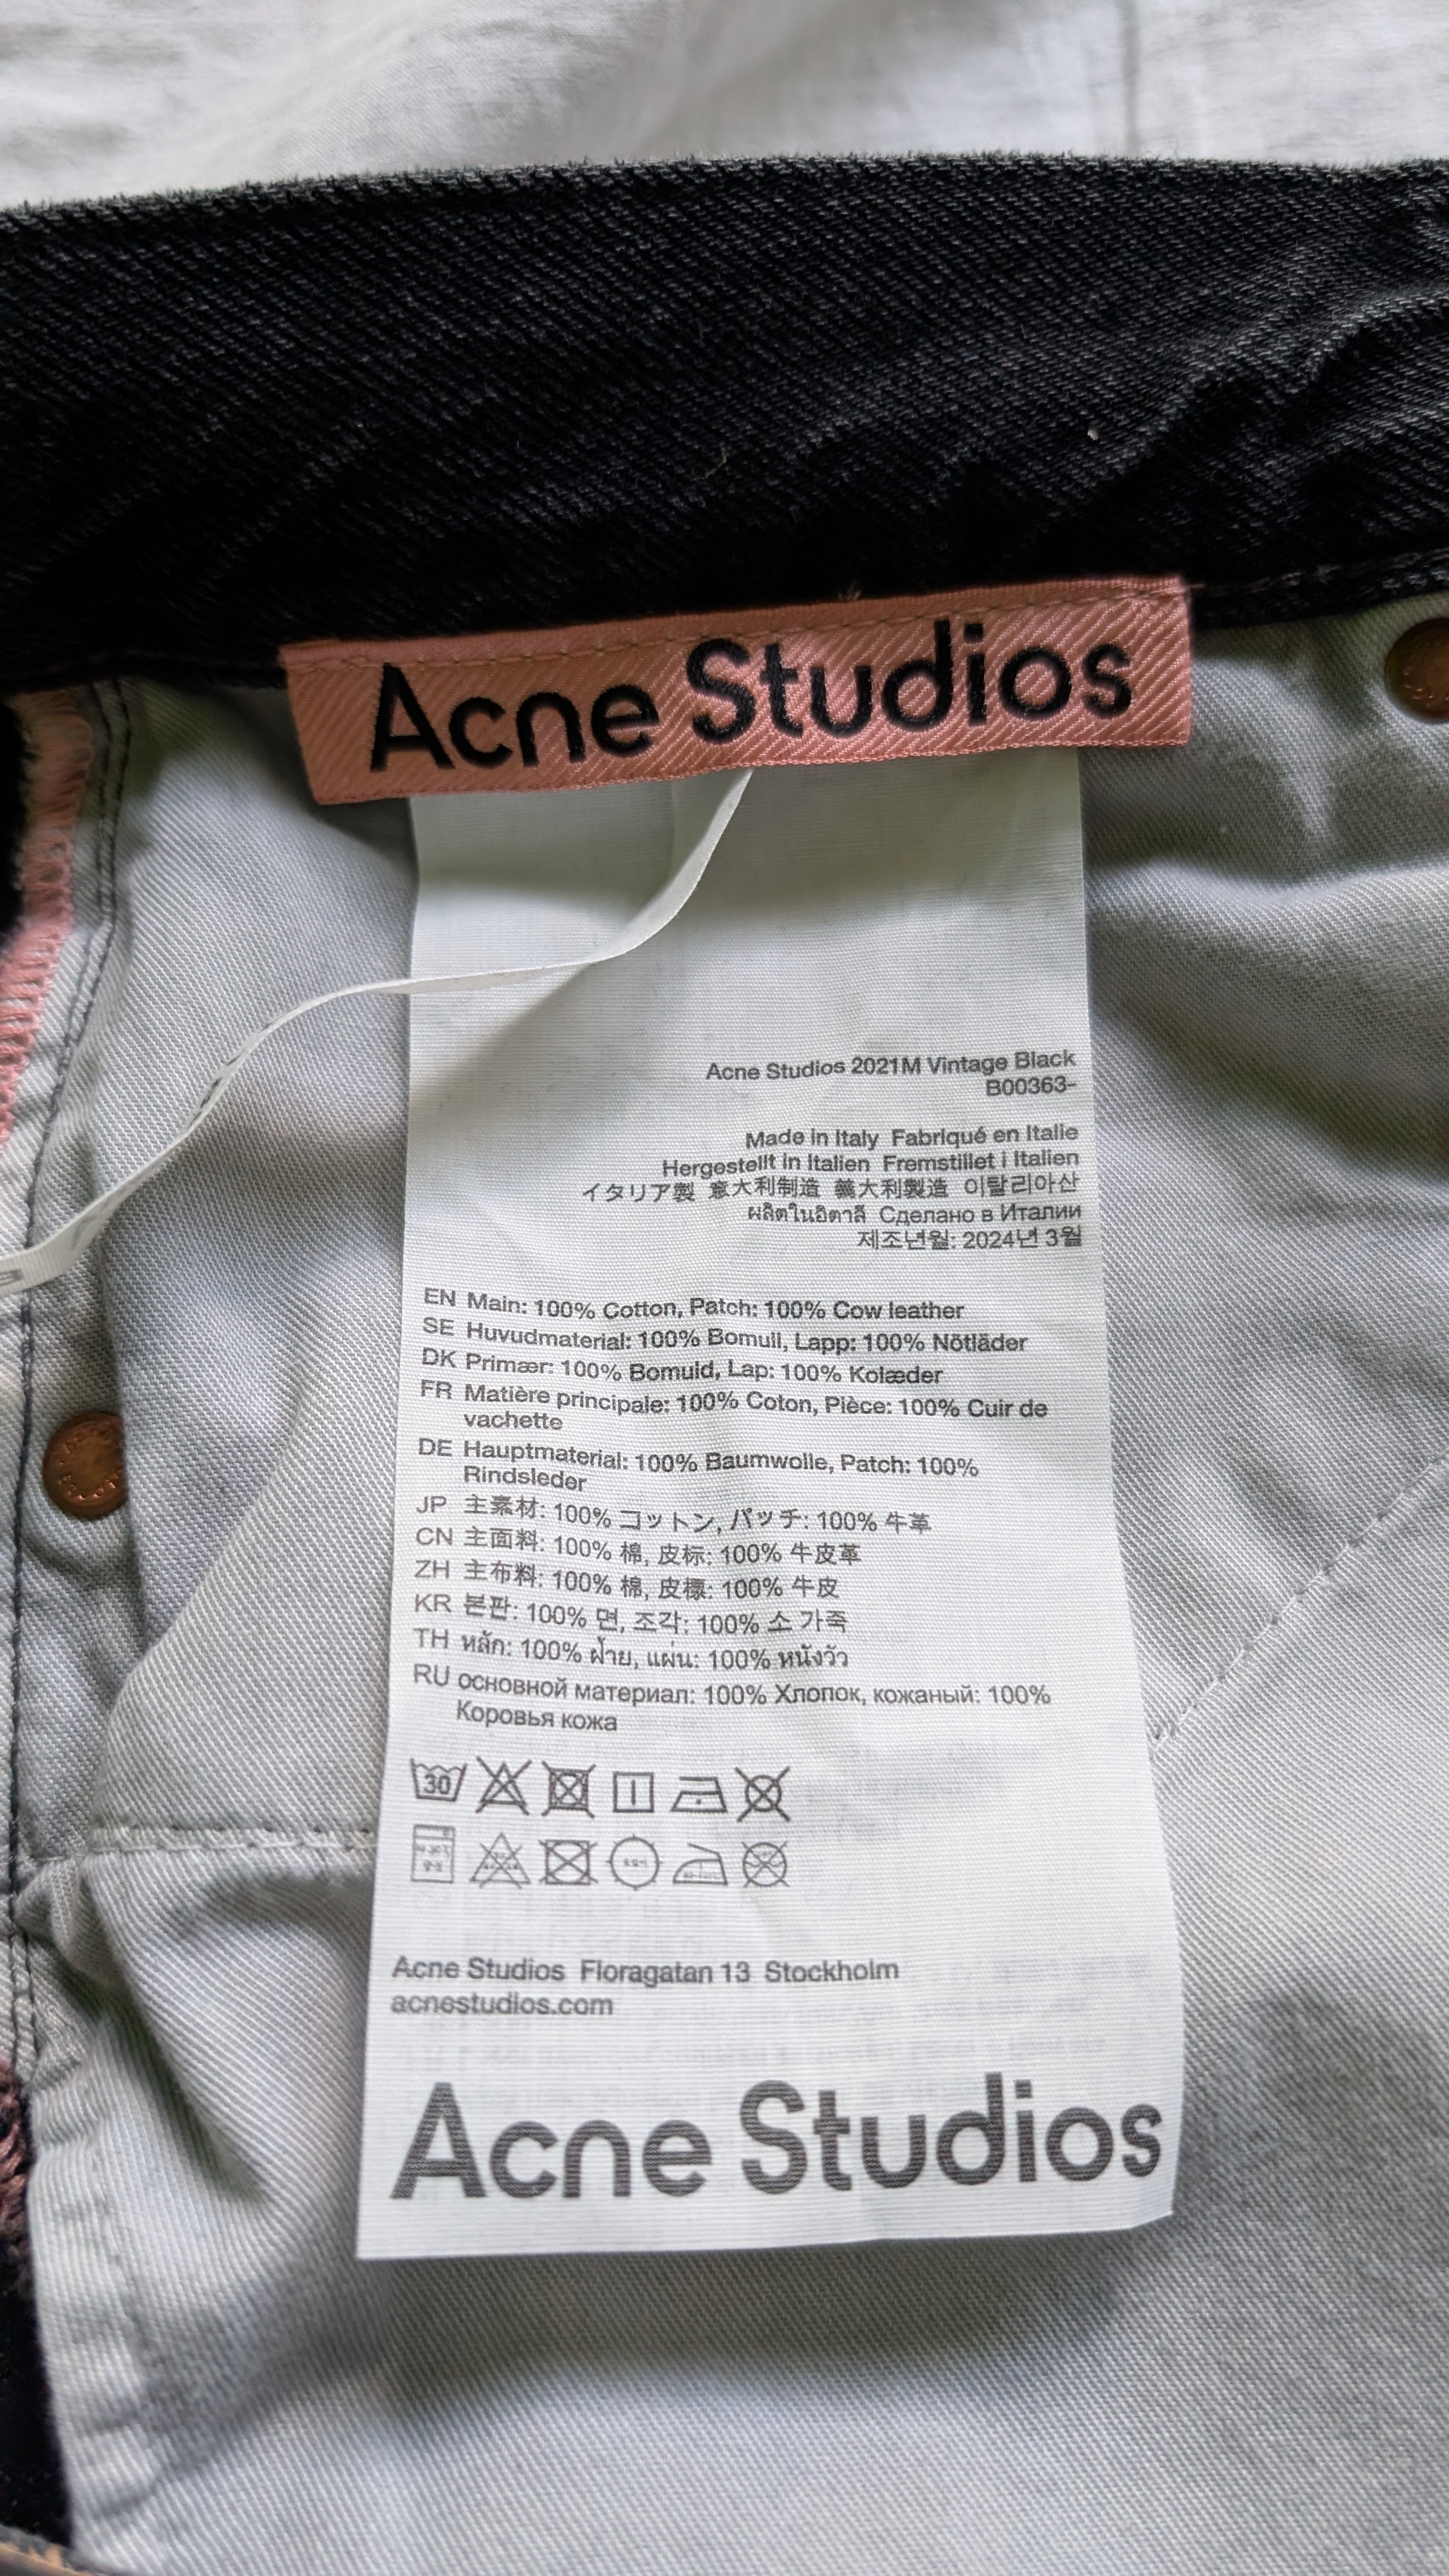 Acne Studios
Acne Studios 2021M Vintage Black
B00363-
Made in Italy Fabriqué en Italie
Hergestellt in Italien Fremstillet i Italien
イタリア製 意大利制造 義大利製造 이탈리아산
ผลิตในอิตาลี Сделано в Италии
제조년월: 2024년 3월
EN Main: 100% Cotton, Patch: 100% Cow leather
SE Huvudmaterial: 100% Bomull, Lapp: 100% Nötläder
DK Primær: 100% Bomuld, Lap: 100% Kolæder
FR Matière principale: 100% Coton, Pièce: 100% Cuir de
vachette
DE Hauptmaterial: 100% Baumwolle, Patch: 100%
Rindsleder
JP 主素材: 100% コットン, パッチ: 100% 牛革
CN 主面料: 100% 棉, 皮标: 100% 牛皮革
ZH 主布料: 100% 棉, 皮標: 100% 牛皮
KR 본판: 100% 면, 조각: 100% 소 가죽
TH หลัก: 100% ฝ้าย, แผ่น: 100% หนังวัว
RU основной материал: 100% Хлопок, кожаный: 100%
Коровья кожа
30
Acne Studios Floragatan 13 Stockholm
acnestudios.com
Acne Studios